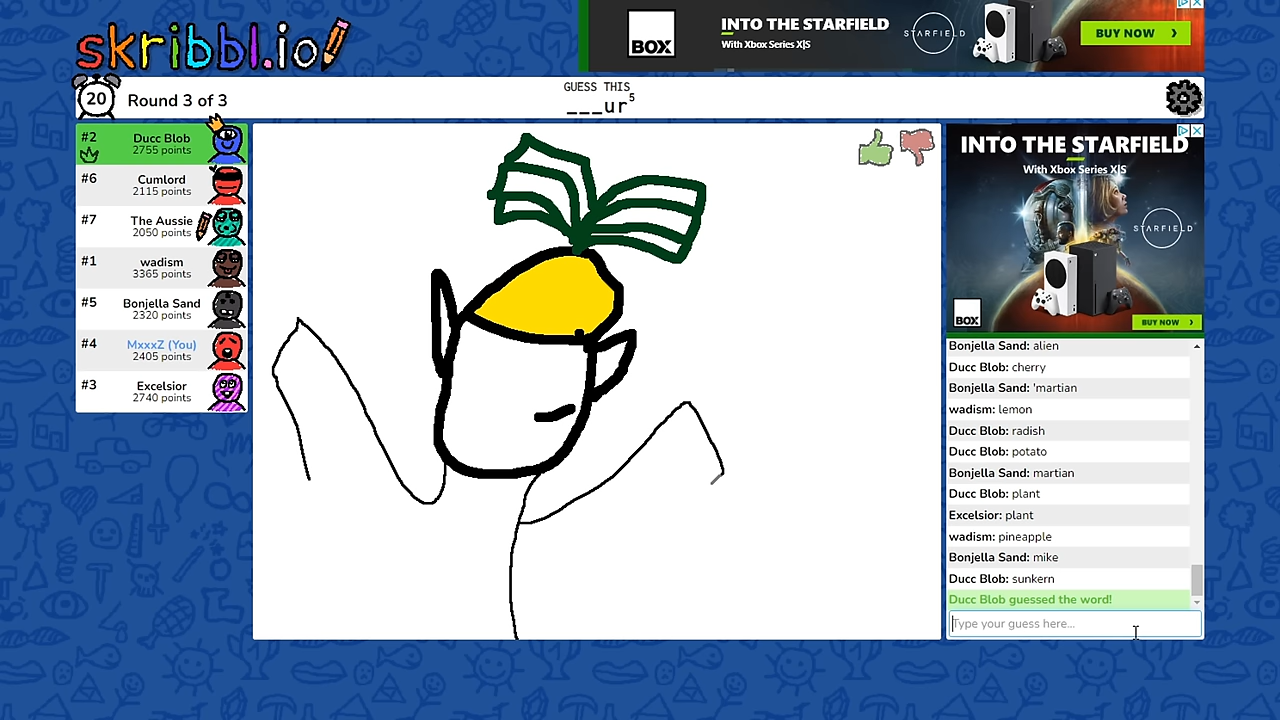 skribbl.io
INTO THE STARFIELD
With Xbox Series X|S
BOX
STARFIELD
BUY NOW
20
Round 3 of 3
GUESS THIS
___ur5
#2
Ducc Blob
2755 points
#6
Cumlord
2115 points
#7
The Aussie
2050 points
#1
wadism
3365 points
#5
Bonjella Sand
2320 points
#4
MxxxZ (You)
2405 points
#3
Excelsior
2740 points
INTO THE STARFIELD
With Xbox Series X|S
STARFIELD
BOX
BUY NOW
Bonjella Sand: alien
Ducc Blob: cherry
Bonjella Sand: 'martian
wadism: lemon
Ducc Blob: radish
Ducc Blob: potato
Bonjella Sand: martian
Ducc Blob: plant
Excelsior: plant
wadism: pineapple
Bonjella Sand: mike
Ducc Blob: sunkern
Ducc Blob guessed the word!
Type your guess here...